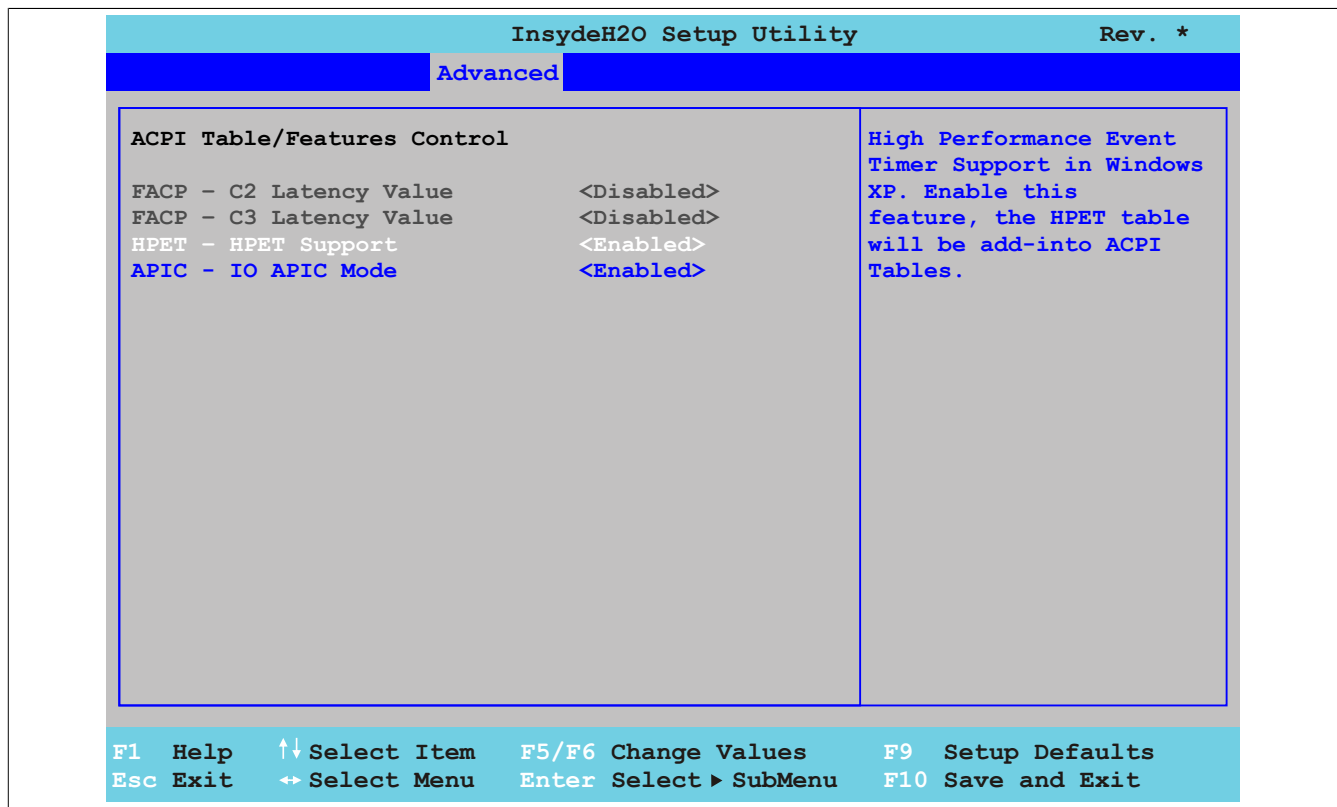 InsydeH2O Setup Utility Rev. *
Advanced
ACPI Table/Features Control
FACP – C2 Latency Value <Disabled>
FACP – C3 Latency Value <Disabled>
HPET – HPET Support <Enabled>
APIC - IO APIC Mode <Enabled>
High Performance Event
Timer Support in Windows
XP. Enable this
feature, the HPET table
will be add-into ACPI
Tables.
F1 Help ↑↓ Select Item F5/F6 Change Values F9 Setup Defaults
Esc Exit ↔ Select Menu Enter Select ▶ SubMenu F10 Save and Exit